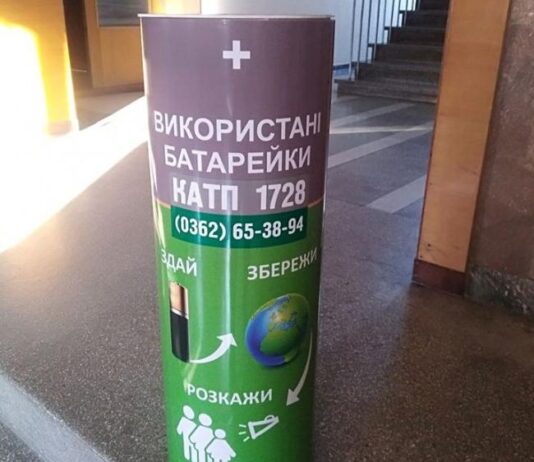 ВИКОРИСТАНІ
БАТАРЕЙКИ
КАТП 1728
(0362) 65-38-94
ЗДАЙ
ЗБЕРЕЖИ
РОЗКАЖИ